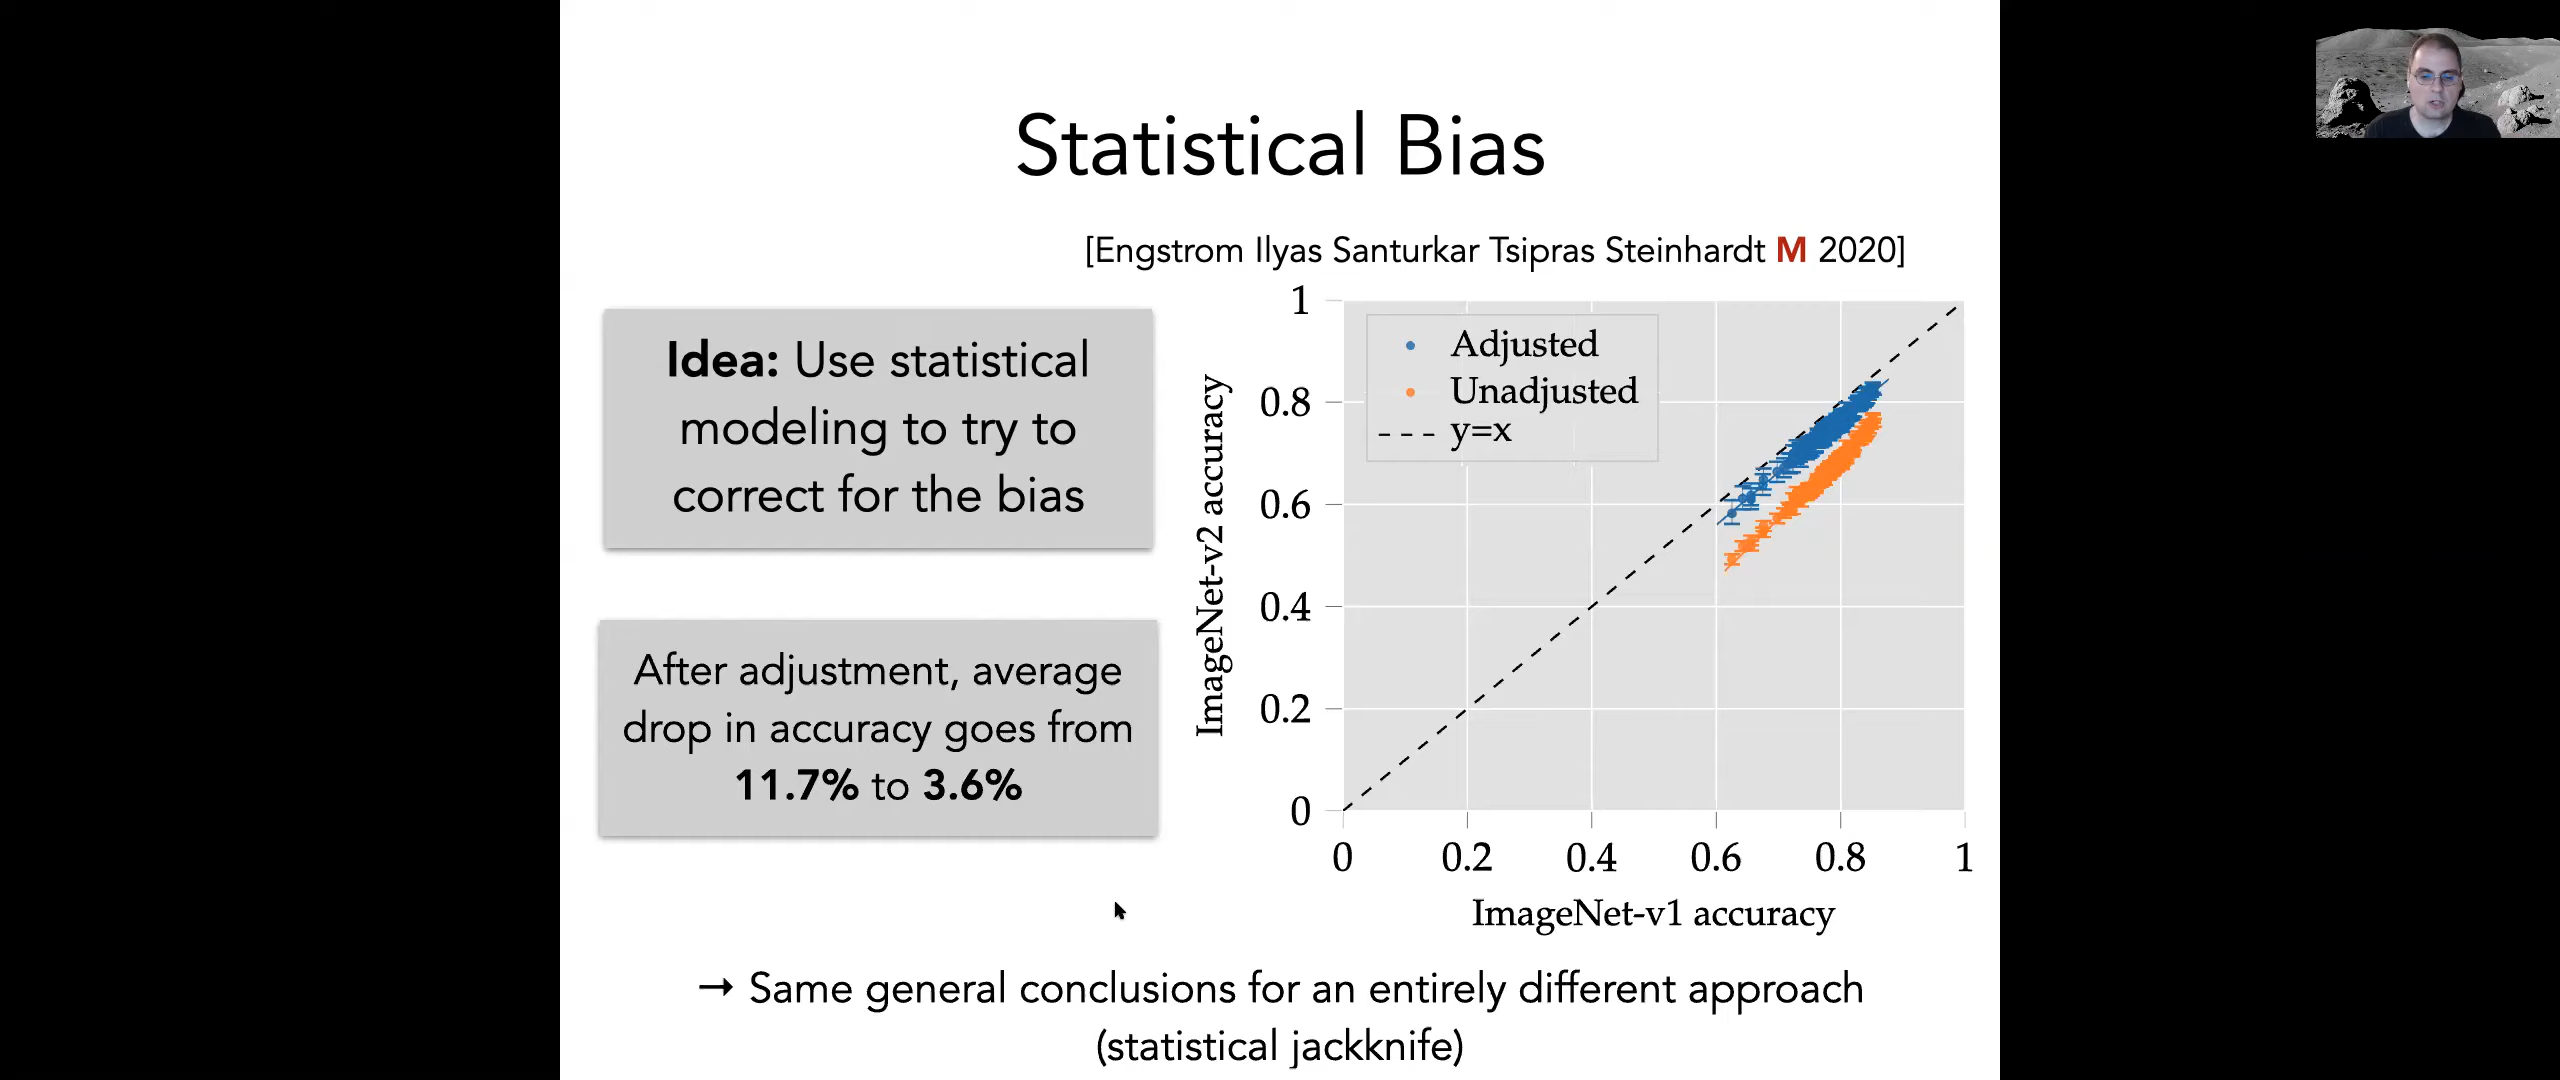 Statistical Bias
[Engstrom Ilyas Santurkar Tsipras Steinhardt M 2020]
Idea: Use statistical
modeling to try to
correct for the bias
After adjustment, average
drop in accuracy goes from
11.7% to 3.6%
ImageNet-v2 accuracy
1
0.8
0.6
0.4
0.2
0
Adjusted
Unadjusted
y=x
0 0.2 0.4 0.6 0.8 1
ImageNet-v1 accuracy
→ Same general conclusions for an entirely different approach
(statistical jackknife)